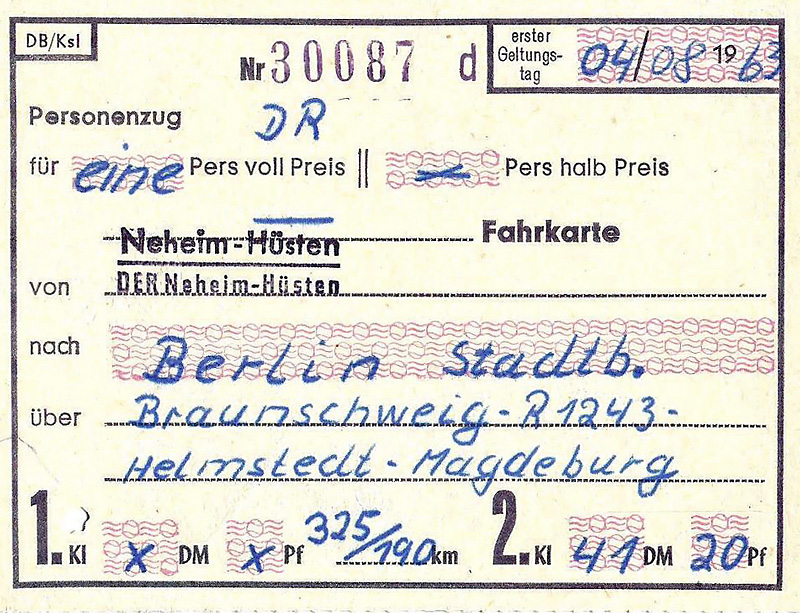 DB/Ksl
Nr 30087 d
erster
Geltungs-
tag
04/08 1963
Personenzug DR
für eine Pers voll Preis || – Pers halb Preis
Neheim-Hüsten Fahrkarte
von DER Neheim-Hüsten
nach Berlin Stadtb.
über Braunschweig-R1243-
Helmstedt-Magdeburg
1. Kl x DM x Pf 325/190 km 2. Kl 41 DM 20 Pf